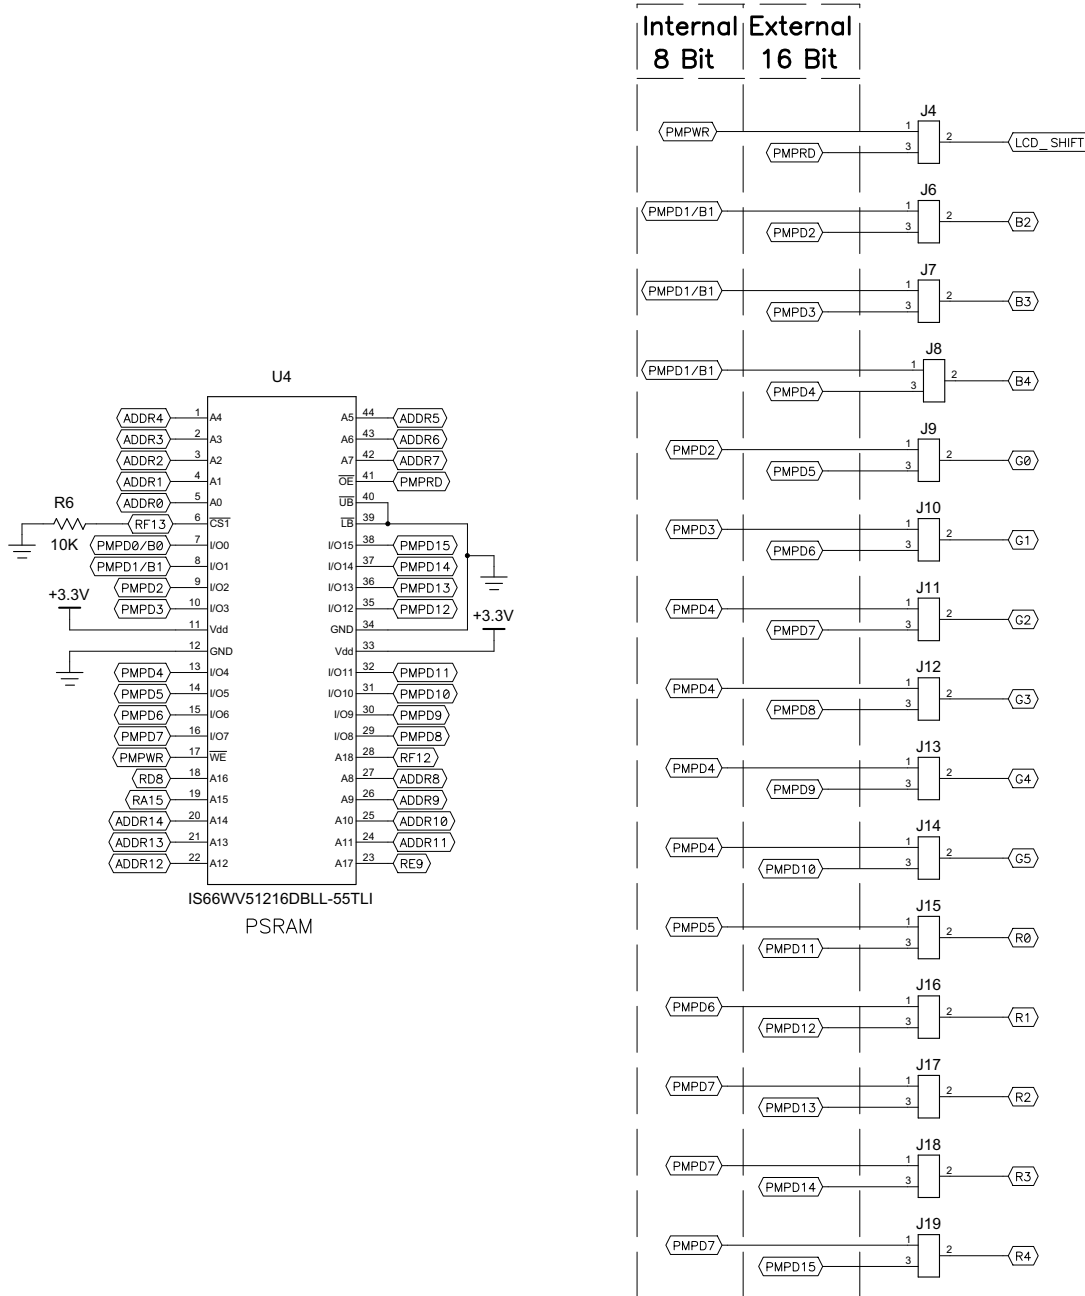 Internal External
8 Bit 16 Bit
J4
PMPWR 1
PMPRD 3
2 LCD_SHIFT
J6
PMPD1/B1 1
PMPD2 3
2 B2
J7
PMPD1/B1 1
PMPD3 3
2 B3
J8
PMPD1/B1 1
PMPD4 3
2 B4
J9
PMPD2 1
PMPD5 3
2 G0
J10
PMPD3 1
PMPD6 3
2 G1
J11
PMPD4 1
PMPD7 3
2 G2
J12
PMPD4 1
PMPD8 3
2 G3
J13
PMPD4 1
PMPD9 3
2 G4
J14
PMPD4 1
PMPD10 3
2 G5
J15
PMPD5 1
PMPD11 3
2 R0
J16
PMPD6 1
PMPD12 3
2 R1
J17
PMPD7 1
PMPD13 3
2 R2
J18
PMPD7 1
PMPD14 3
2 R3
J19
PMPD7 1
PMPD15 3
2 R4
U4
ADDR4 1 A4 A5 44 ADDR5
ADDR3 2 A3 A6 43 ADDR6
ADDR2 3 A2 A7 42 ADDR7
ADDR1 4 A1 OE 41 PMPRD
ADDR0 5 A0 UB 40
R6
10K
RF13 6 CS1 LB 39
PMPD0/B0 7 I/O0 I/O15 38 PMPD15
PMPD1/B1 8 I/O1 I/O14 37 PMPD14
PMPD2 9 I/O2 I/O13 36 PMPD13
PMPD3 10 I/O3 I/O12 35 PMPD12
+3.3V 11 Vdd GND 34
12 GND Vdd 33 +3.3V
PMPD4 13 I/O4 I/O11 32 PMPD11
PMPD5 14 I/O5 I/O10 31 PMPD10
PMPD6 15 I/O6 I/O9 30 PMPD9
PMPD7 16 I/O7 I/O8 29 PMPD8
PMPWR 17 WE A18 28 RF12
RD8 18 A16 A8 27 ADDR8
RA15 19 A15 A9 26 ADDR9
ADDR14 20 A14 A10 25 ADDR10
ADDR13 21 A13 A11 24 ADDR11
ADDR12 22 A12 A17 23 RE9
IS66WV51216DBLL-55TLI
PSRAM